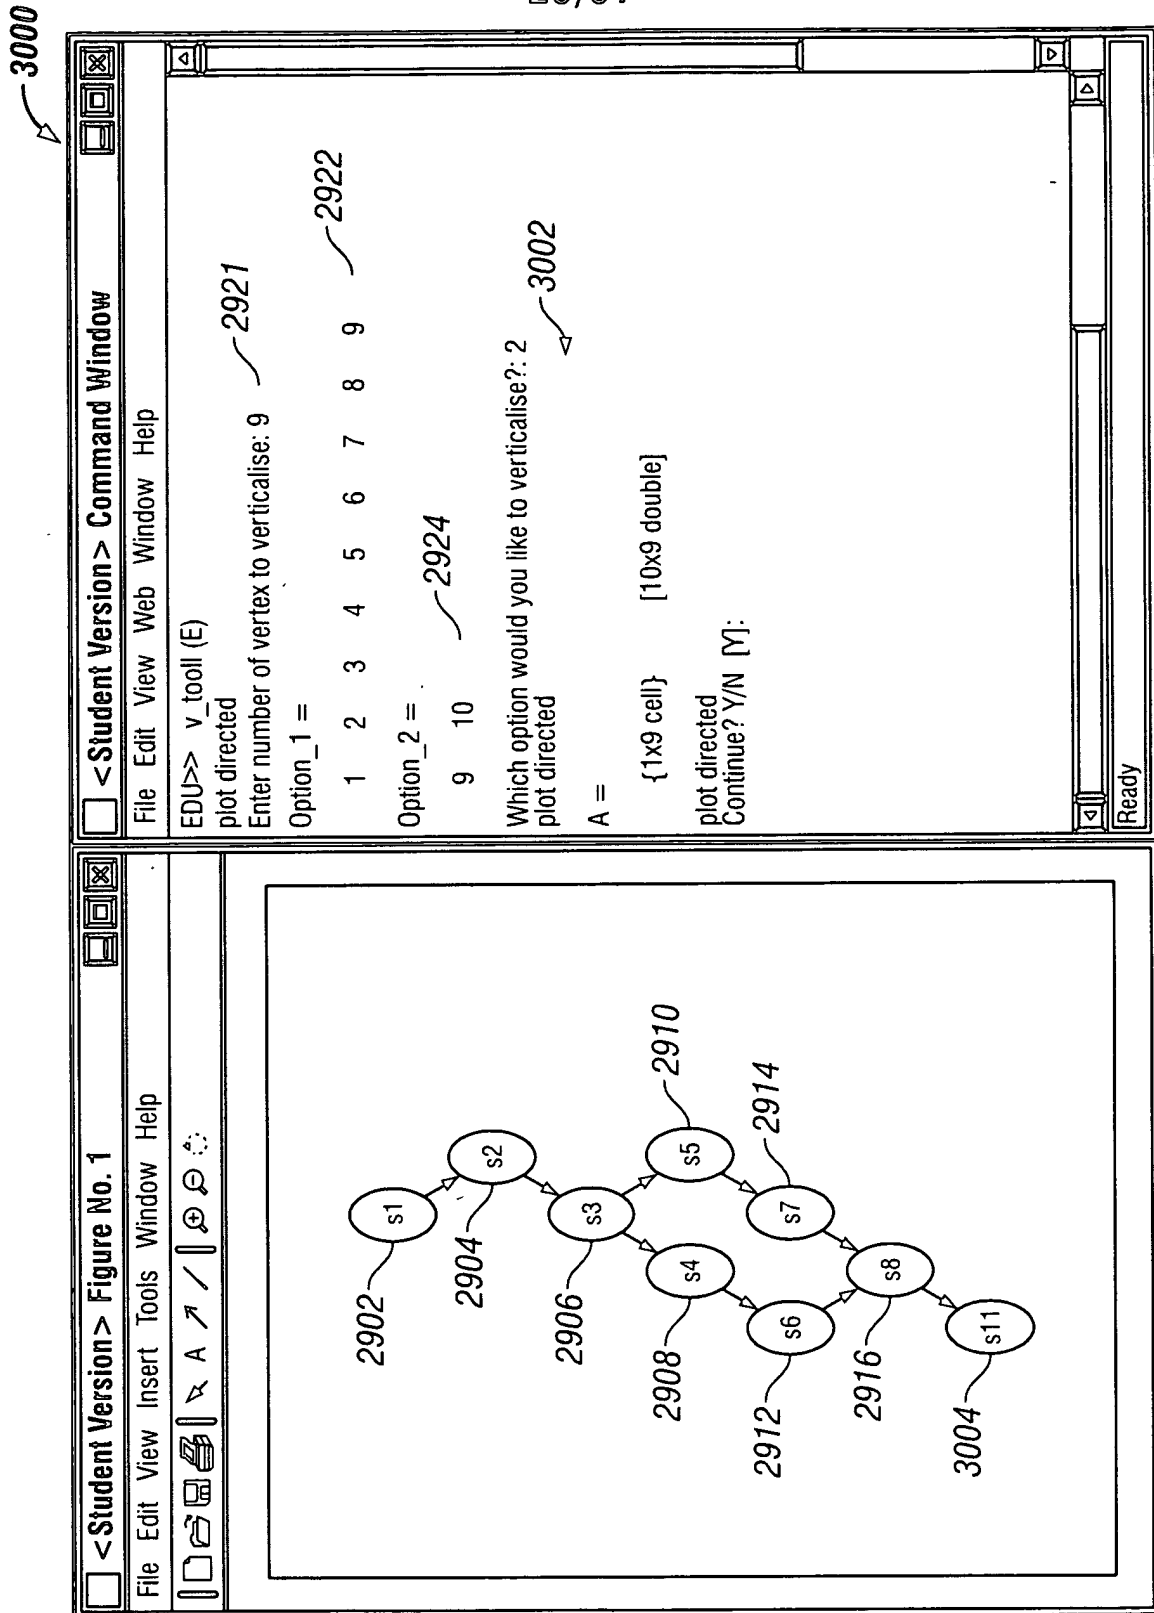 3000
<Student Version> Figure No. 1
File Edit View Insert Tools Window Help
A
s1
s2
s3
s4
s5
s6
s7
s8
s11
2902
2904
2906
2908
2910
2912
2914
2916
3004
<Student Version> Command Window
File Edit View Web Window Help
EDU>> v_tooll (E)
plot directed
Enter number of vertex to verticalise: 9
2921
Option_1 =
1 2 3 4 5 6 7 8 9
2922
Option_2 =
9 10
2924
Which option would you like to verticalise?: 2
plot directed
3002
A =
{1x9 cell} [10x9 double]
plot directed
Continue? Y/N [Y]:
Ready